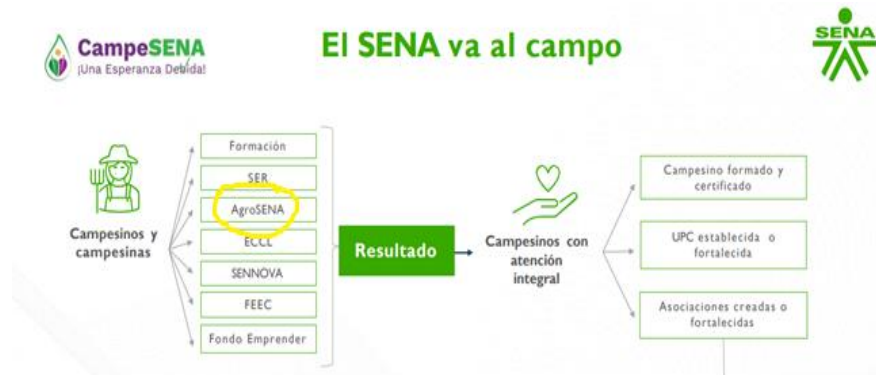 CampeSENA
¡Una Esperanza Debida!
El SENA va al campo
SENA
Campesinos y
campesinas
Formación
SER
AgroSENA
ECCL
SENNOVA
FEEC
Fondo Emprender
Resultado
Campesinos con
atención
integral
Campesino formado y
certificado
UPC establecida o
fortalecida
Asociaciones creadas o
fortalecidas